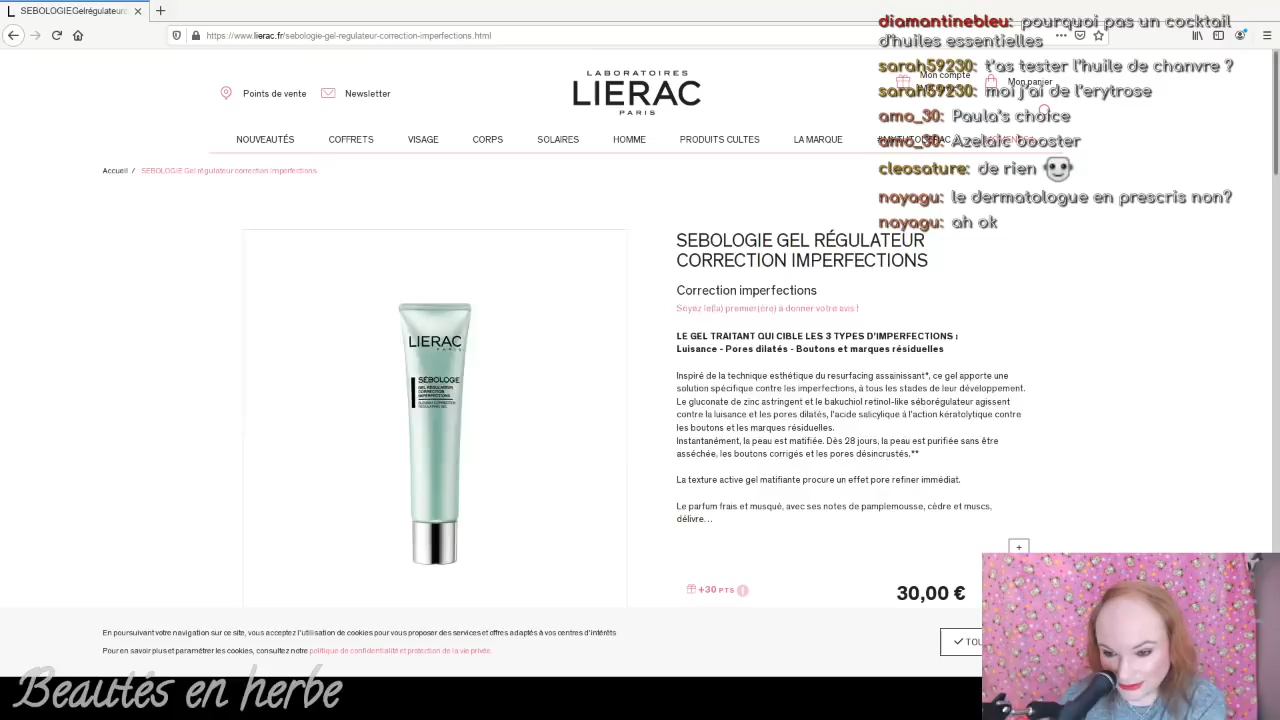 SEBOLOGIE Gel régulateur
https://www.lierac.fr/sebologie-gel-regulateur-correction-imperfections.html
diamantinebleu: pourquoi pas un cocktail
d'huiles essentielles
sarah59230: t'as tester l'huile de chanvre ?
sarah59230: moi j'ai de l'erytrose
amo_30: Paula's choice
amo_30: Azelaic booster
cleosature: de rien
nayagu: le dermatologue en prescris non?
nayagu: ah ok
Points de vente
Newsletter
LABORATOIRES
LIERAC
PARIS
Mon compte
Mon panier
NOUVEAUTÉS
COFFRETS
VISAGE
CORPS
SOLAIRES
HOMME
PRODUITS CULTES
LA MARQUE
Accueil / SEBOLOGIE Gel régulateur correction imperfections
SEBOLOGIE GEL RÉGULATEUR
CORRECTION IMPERFECTIONS
Correction imperfections
Soyez le(la) premier(ère) à donner votre avis !
LE GEL TRAITANT QUI CIBLE LES 3 TYPES D'IMPERFECTIONS :
Luisance - Pores dilatés - Boutons et marques résiduelles
Inspiré de la technique esthétique du resurfacing assainissant*, ce gel apporte une
solution spécifique contre les imperfections, à tous les stades de leur développement.
Le gluconate de zinc astringent et le bakuchiol retinol-like séborégulateur agissent
contre la luisance et les pores dilatés, l'acide salicylique à l'action kératolytique contre
les boutons et les marques résiduelles.
Instantanément, la peau est matifiée. Dès 28 jours, la peau est purifiée sans être
asséchée, les boutons corrigés et les pores désincrustés.**
La texture active gel matifiante procure un effet pore refiner immédiat.
Le parfum frais et musqué, avec ses notes de pamplemousse, cèdre et muscs,
délivre...
+
LIERAC
PARIS
SÉBOLOGIE
GEL RÉGULATEUR
CORRECTION
IMPERFECTIONS
+30 PTS
30,00 €
En poursuivant votre navigation sur ce site, vous acceptez l'utilisation de cookies pour vous proposer des services et offres adaptés à vos centres d'intérêts
Pour en savoir plus et paramétrer les cookies, consultez notre politique de confidentialité et protection de la vie privée.
TOU
Beautés en herbe